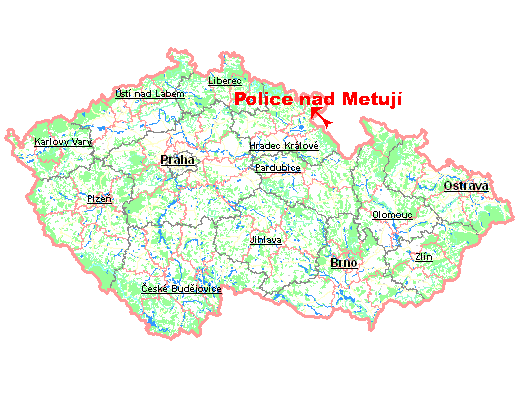 Liberec
Ústí nad Labem
Police nad Metují
Karlovy Vary
Hradec Králové
Praha
Pardubice
Ostrava
Plzeň
Olomouc
Jihlava
Zlín
Brno
České Budějovice